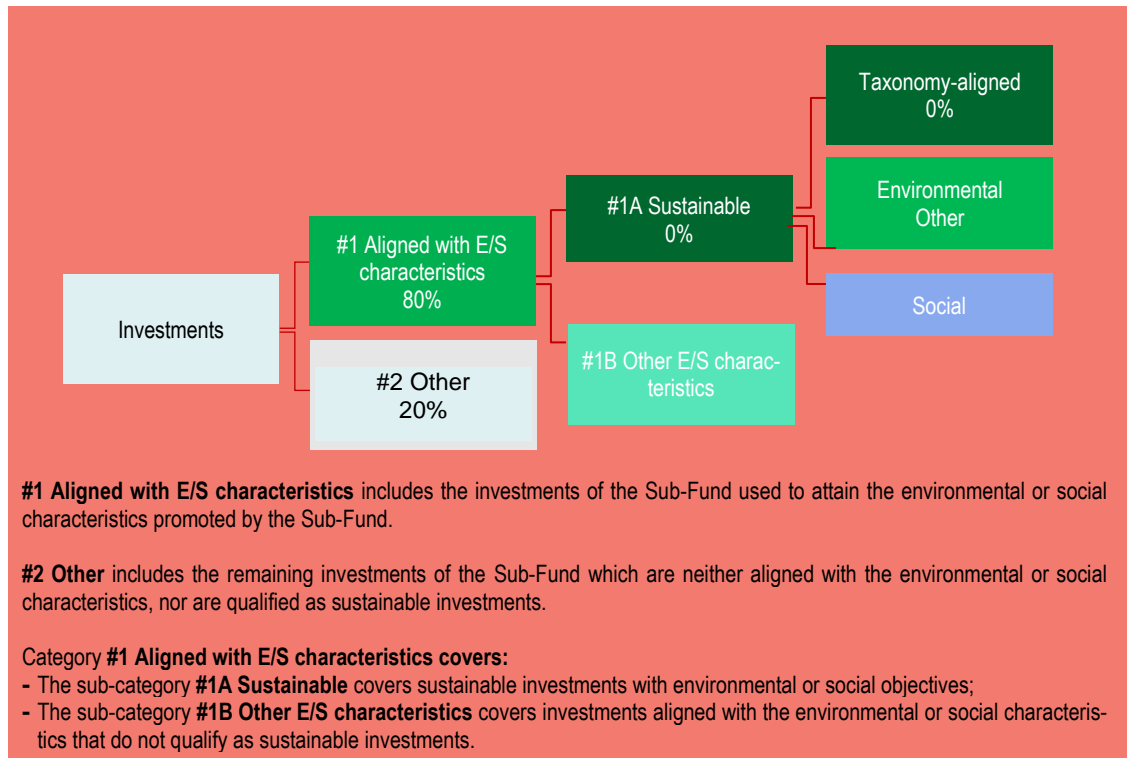 Taxonomy-aligned
0%
Environmental
Other
Social
#1A Sustainable
0%
#1B Other E/S charac-
teristics
#1 Aligned with E/S
characteristics
80%
#2 Other
20%
Investments
#1 Aligned with E/S characteristics includes the investments of the Sub-Fund used to attain the environmental or social
characteristics promoted by the Sub-Fund.
#2 Other includes the remaining investments of the Sub-Fund which are neither aligned with the environmental or social
characteristics, nor are qualified as sustainable investments.
Category #1 Aligned with E/S characteristics covers:
- The sub-category #1A Sustainable covers sustainable investments with environmental or social objectives;
- The sub-category #1B Other E/S characteristics covers investments aligned with the environmental or social characteris-
tics that do not qualify as sustainable investments.